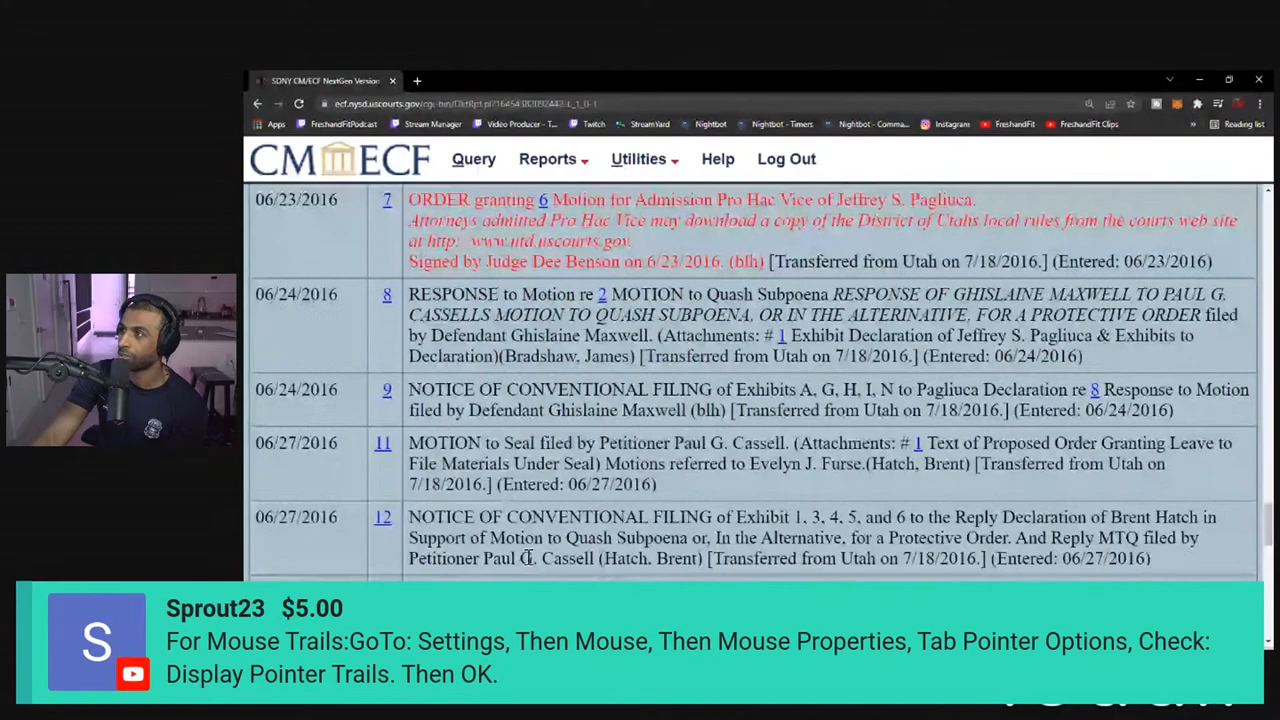 SDNY CM/ECF NextGen Version
Apps FreshandFitPodcast Stream Manager Video Producer - T... Twitch StreamYard Nightbot Nightbot - Timers Nightbot - Comma... Instagram FreshandFit FreshandFit Clips » Reading list
CM ECF Query Reports Utilities Help Log Out
06/23/2016 7 ORDER granting 6 Motion for Admission Pro Hac Vice of Jeffrey S. Pagliuca.
Attorneys admitted Pro Hac Vice may download a copy of the District of Utahs local rules from the courts web site
at http: www.utd.uscourts.gov.
Signed by Judge Dee Benson on 6/23/2016. (blh) [Transferred from Utah on 7/18/2016.] (Entered: 06/23/2016)
06/24/2016 8 RESPONSE to Motion re 2 MOTION to Quash Subpoena RESPONSE OF GHISLAINE MAXWELL TO PAUL G.
CASSELLS MOTION TO QUASH SUBPOENA, OR IN THE ALTERNATIVE, FOR A PROTECTIVE ORDER filed
by Defendant Ghislaine Maxwell. (Attachments: # 1 Exhibit Declaration of Jeffrey S. Pagliuca & Exhibits to
Declaration)(Bradshaw, James) [Transferred from Utah on 7/18/2016.] (Entered: 06/24/2016)
06/24/2016 9 NOTICE OF CONVENTIONAL FILING of Exhibits A, G, H, I, N to Pagliuca Declaration re 8 Response to Motion
filed by Defendant Ghislaine Maxwell (blh) [Transferred from Utah on 7/18/2016.] (Entered: 06/24/2016)
06/27/2016 11 MOTION to Seal filed by Petitioner Paul G. Cassell. (Attachments: # 1 Text of Proposed Order Granting Leave to
File Materials Under Seal) Motions referred to Evelyn J. Furse.(Hatch, Brent) [Transferred from Utah on
7/18/2016.] (Entered: 06/27/2016)
06/27/2016 12 NOTICE OF CONVENTIONAL FILING of Exhibit 1, 3, 4, 5, and 6 to the Reply Declaration of Brent Hatch in
Support of Motion to Quash Subpoena or, In the Alternative, for a Protective Order. And Reply MTQ filed by
Petitioner Paul G. Cassell (Hatch, Brent) [Transferred from Utah on 7/18/2016.] (Entered: 06/27/2016)
S
Sprout23 $5.00
For Mouse Trails:GoTo: Settings, Then Mouse, Then Mouse Properties, Tab Pointer Options, Check:
Display Pointer Trails. Then OK.